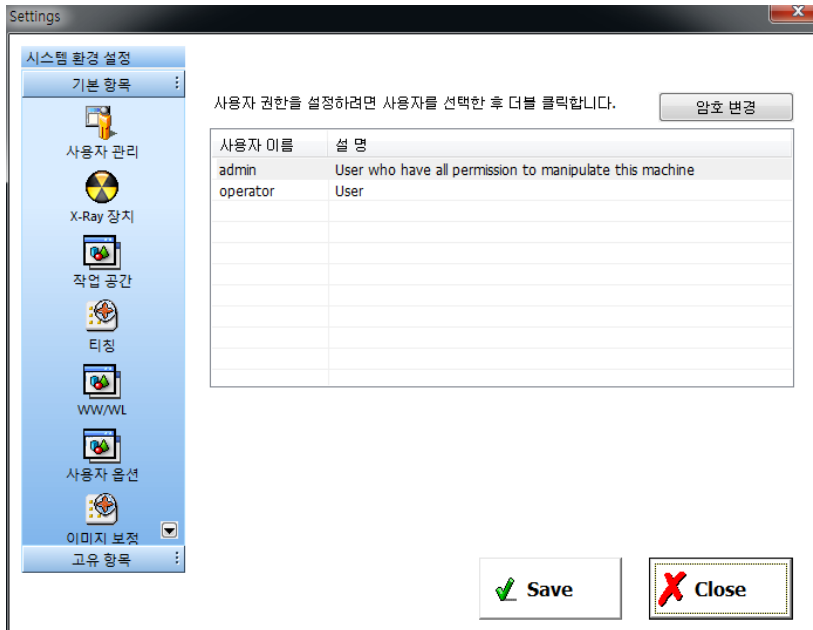 Settings
시스템 환경 설정
기본 항목
사용자 관리
X-Ray 장치
작업 공간
티칭
WW/WL
사용자 옵션
이미지 보정
고유 항목
사용자 권한을 설정하려면 사용자를 선택한 후 더블 클릭합니다.
암호 변경
사용자 이름 설 명
admin User who have all permission to manipulate this machine
operator User
Save
Close